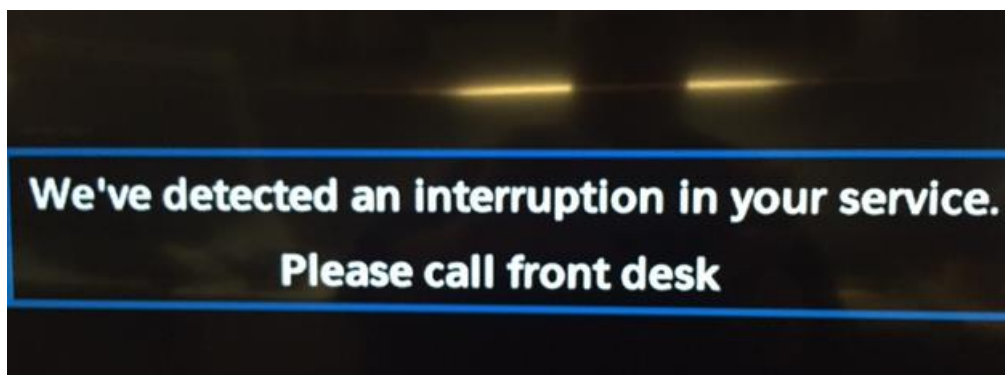 We've detected an interruption in your service.
Please call front desk